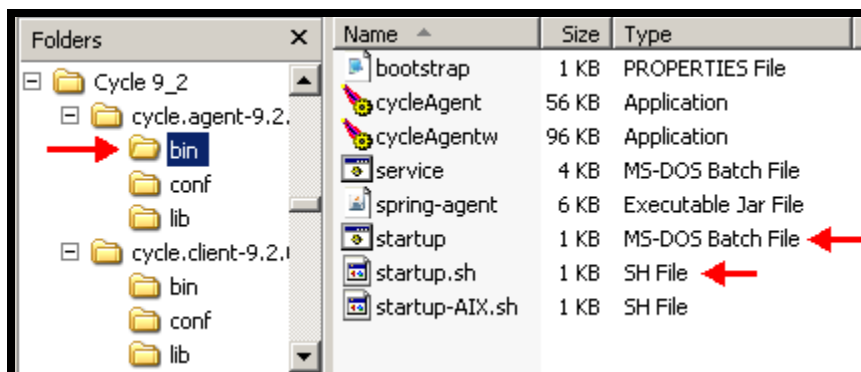 Folders
Cycle 9_2
cycle.agent-9.2.
bin
conf
lib
cycle.client-9.2.
bin
conf
lib
Name Size Type
bootstrap 1 KB PROPERTIES File
cycleAgent 56 KB Application
cycleAgentw 96 KB Application
service 4 KB MS-DOS Batch File
spring-agent 6 KB Executable Jar File
startup 1 KB MS-DOS Batch File
startup.sh 1 KB SH File
startup-AIX.sh 1 KB SH File